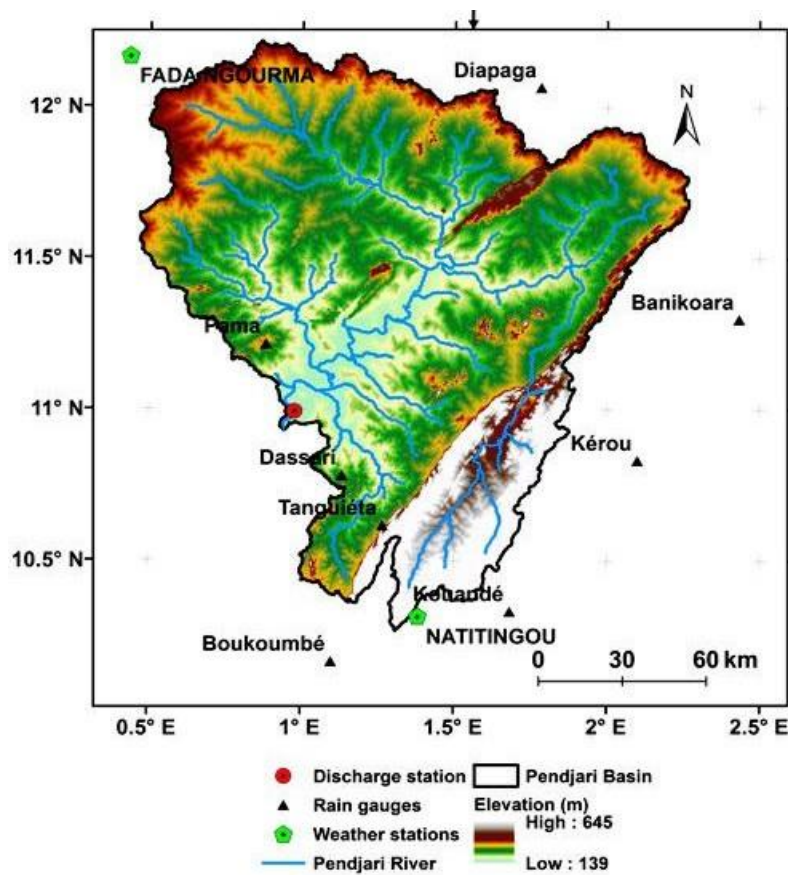 FADA NGOURMA
Diapaga
N
12° N
11.5° N
Banikoara
Pama
11° N
Dassari
Kérou
Tanguiéta
10.5° N
Kouandé
NATITINGOU
Boukoumbé
0 30 60 km
0.5° E 1° E 1.5° E 2° E 2.5° E
Discharge station
Rain gauges
Weather stations
Pendjari River
Pendjari Basin
Elevation (m)
High : 645
Low : 139